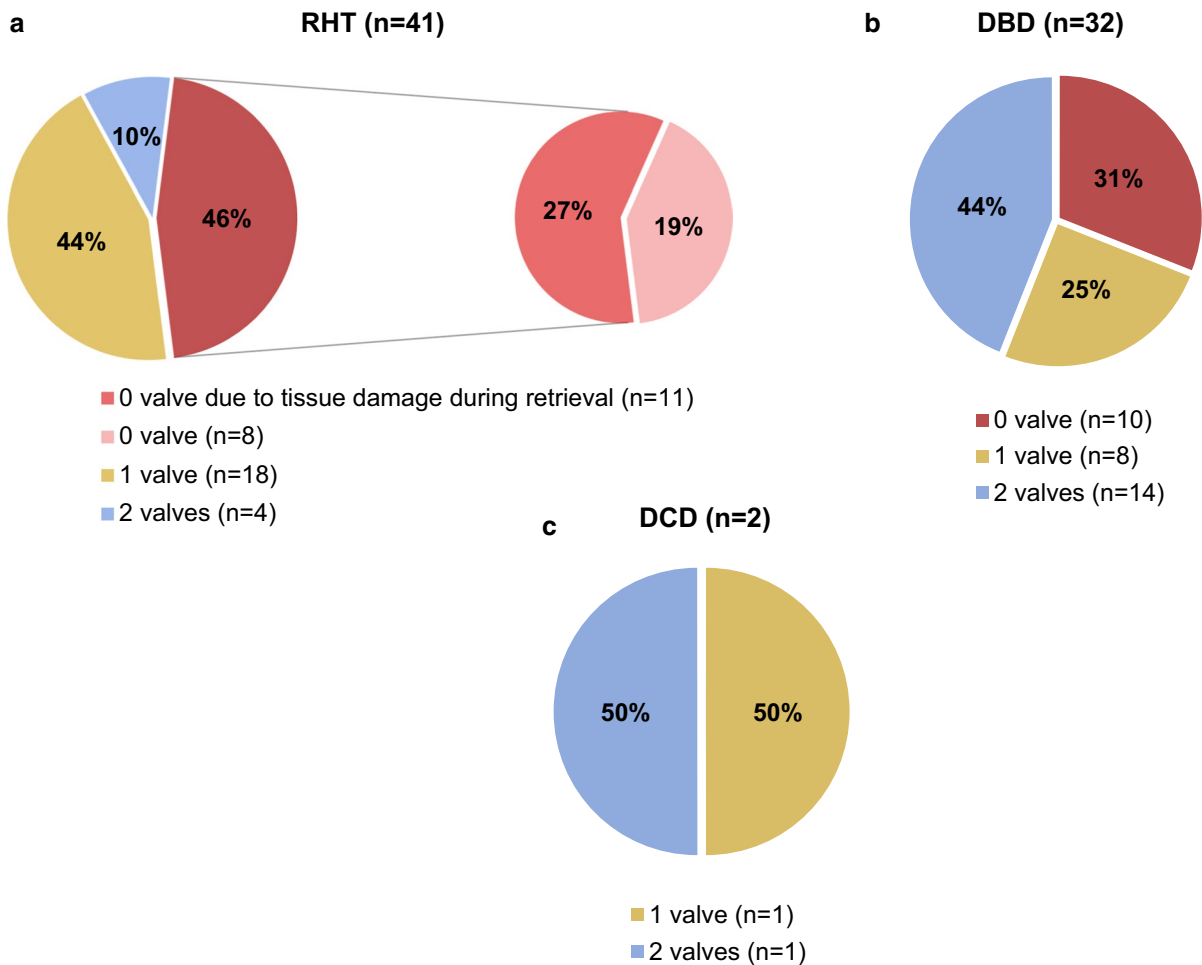 a
RHT (n=41)
10%
46%
44%
27%
19%
0 valve due to tissue damage during retrieval (n=11)
0 valve (n=8)
1 valve (n=18)
2 valves (n=4)
b
DBD (n=32)
31%
44%
25%
0 valve (n=10)
1 valve (n=8)
2 valves (n=14)
c
DCD (n=2)
50%
50%
1 valve (n=1)
2 valves (n=1)